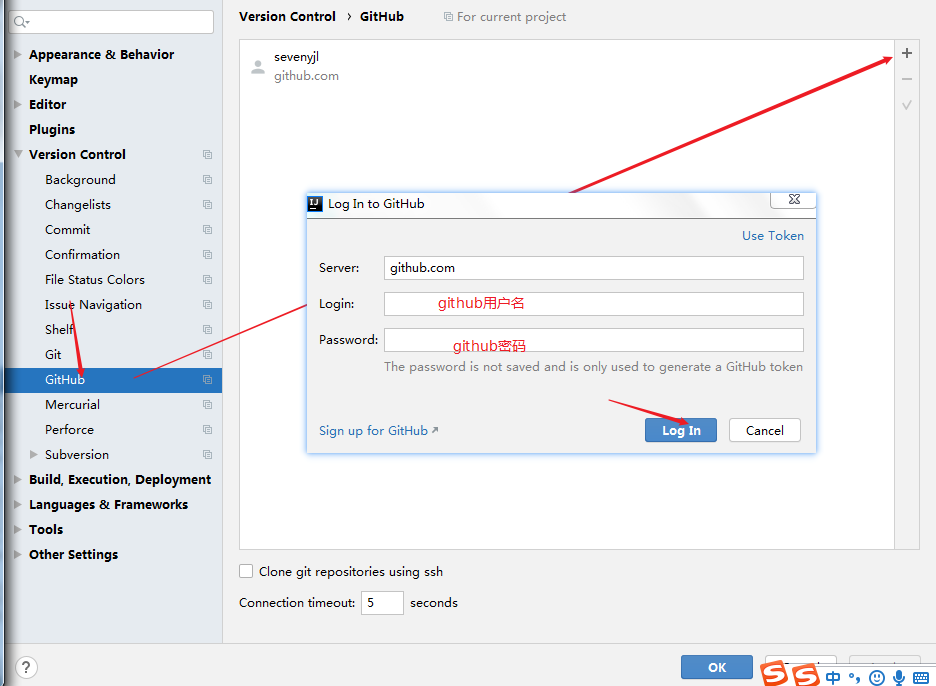 Version Control › GitHub
For current project
Appearance & Behavior
Keymap
Editor
Plugins
Version Control
Background
Changelists
Commit
Confirmation
File Status Colors
Issue Navigation
Shelf
Git
GitHub
Mercurial
Perforce
Subversion
Build, Execution, Deployment
Languages & Frameworks
Tools
Other Settings
sevenyjl
github.com
IJ
Log In to GitHub
Use Token
Server:
github.com
Login:
github用户名
Password:
github密码
The password is not saved and is only used to generate a GitHub token
Sign up for GitHub
Log In
Cancel
Clone git repositories using ssh
Connection timeout:
5
seconds
?
OK
S
S
中